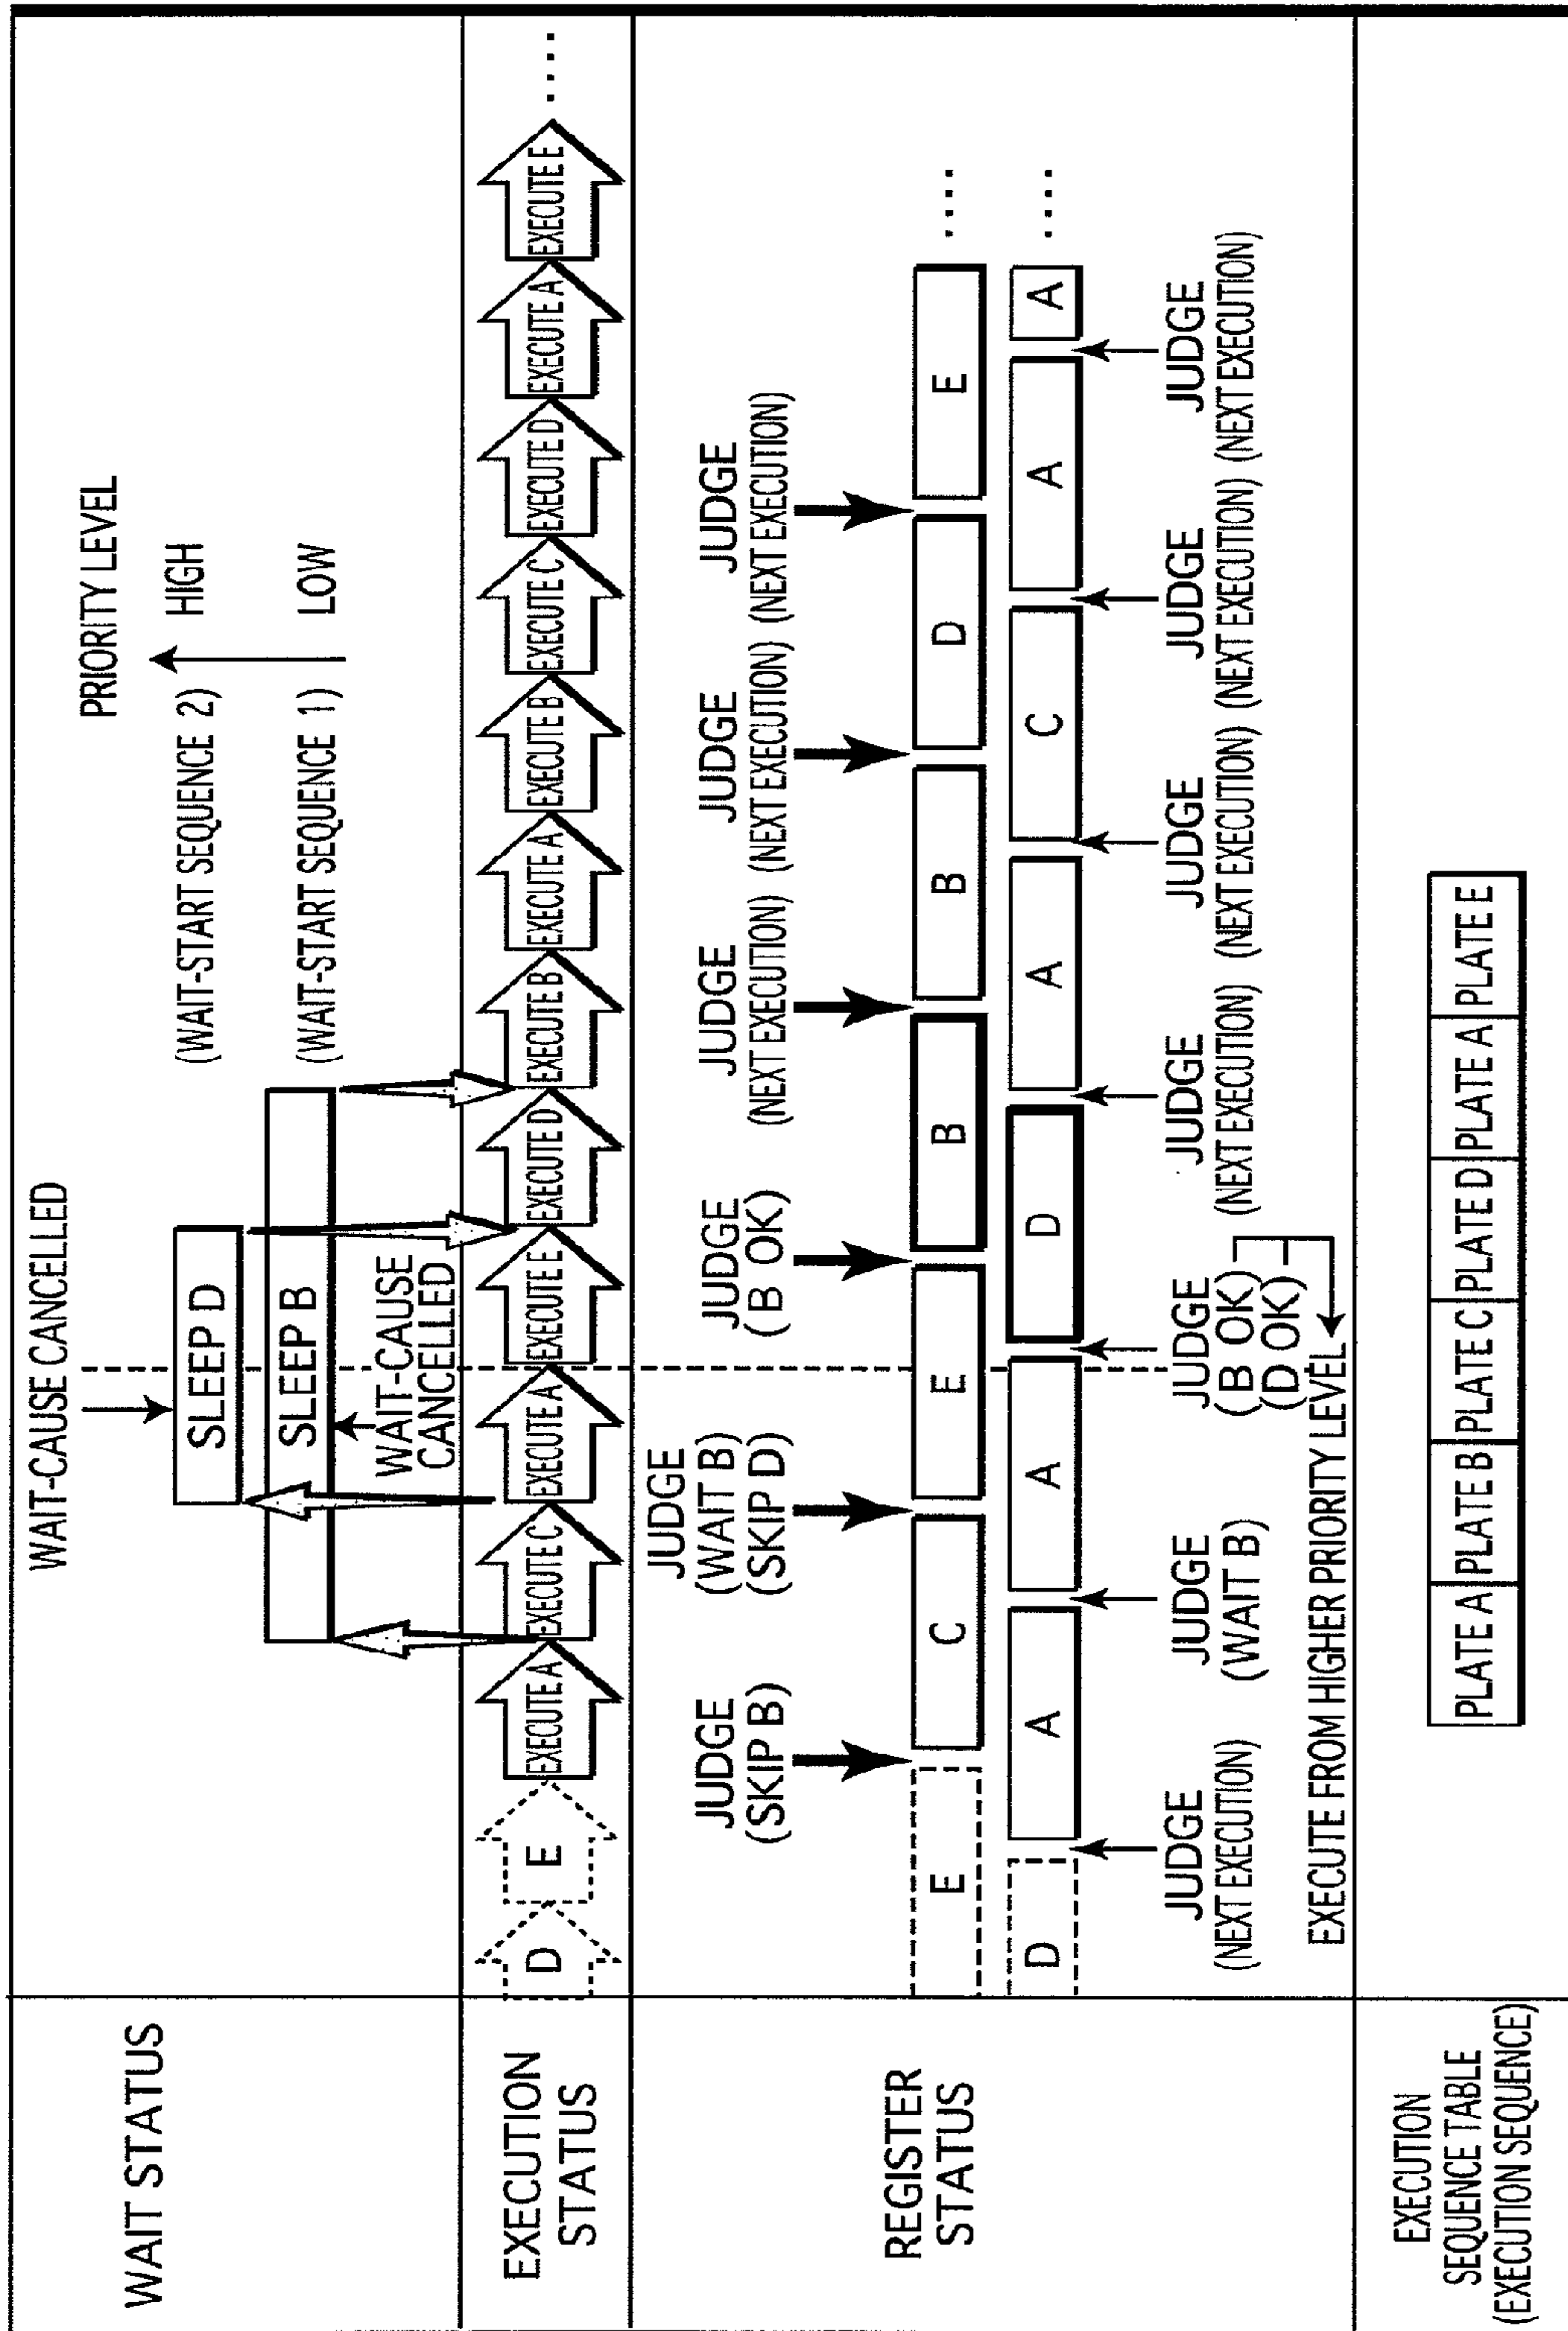 WAIT STATUS
WAIT-CAUSE CANCELLED
SLEEP D
SLEEP B
WAIT-CAUSE
CANCELLED
PRIORITY LEVEL
(WAIT-START SEQUENCE 2) HIGH
(WAIT-START SEQUENCE 1) LOW
EXECUTION
STATUS
D
E
EXECUTE A
EXECUTE C
EXECUTE A
EXECUTE E
EXECUTE D
EXECUTE B
EXECUTE A
EXECUTE B
EXECUTE C
EXECUTE D
EXECUTE A
EXECUTE E
....
REGISTER
STATUS
JUDGE
(SKIP B)
JUDGE
(WAIT B)
(SKIP D)
JUDGE
(B OK)
JUDGE
(NEXT EXECUTION)
JUDGE
(NEXT EXECUTION)
JUDGE
(NEXT EXECUTION)
E
C
E
B
B
D
E
....
D
A
A
D
A
C
A
A
....
JUDGE
(NEXT EXECUTION)
JUDGE
(WAIT B)
JUDGE
(B OK)
(D OK)
JUDGE
(NEXT EXECUTION)
JUDGE
(NEXT EXECUTION)
JUDGE
(NEXT EXECUTION)
JUDGE
(NEXT EXECUTION)
EXECUTE FROM HIGHER PRIORITY LEVEL
EXECUTION
SEQUENCE TABLE
(EXECUTION SEQUENCE)
PLATE A PLATE B PLATE C PLATE D PLATE A PLATE E